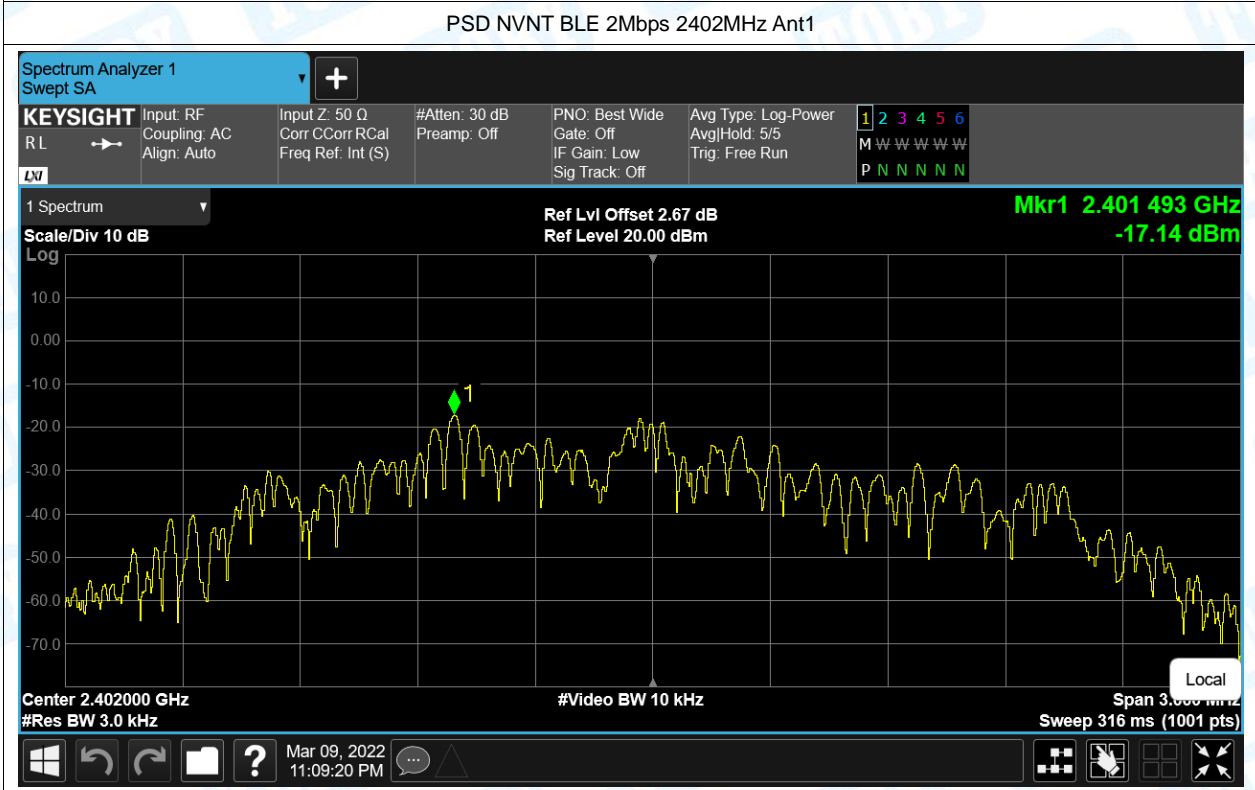 PSD NVNT BLE 2Mbps 2402MHz Ant1
Spectrum Analyzer 1
Swept SA
KEYSIGHT
R L
LXI
Input: RF
Coupling: AC
Align: Auto
Input Z: 50 Ω
Corr CCorr RCal
Freq Ref: Int (S)
#Atten: 30 dB
Preamp: Off
PNO: Best Wide
Gate: Off
IF Gain: Low
Sig Track: Off
Avg Type: Log-Power
Avg|Hold: 5/5
Trig: Free Run
1 2 3 4 5 6
M W W W W W
P N N N N N
1 Spectrum
Scale/Div 10 dB
Log
Ref Lvl Offset 2.67 dB
Ref Level 20.00 dBm
Mkr1 2.401 493 GHz
-17.14 dBm
10.0
0.00
-10.0
-20.0
-30.0
-40.0
-50.0
-60.0
-70.0
1
Local
Center 2.402000 GHz
#Res BW 3.0 kHz
#Video BW 10 kHz
Span 3.000 MHz
Sweep 316 ms (1001 pts)
?
Mar 09, 2022
11:09:20 PM